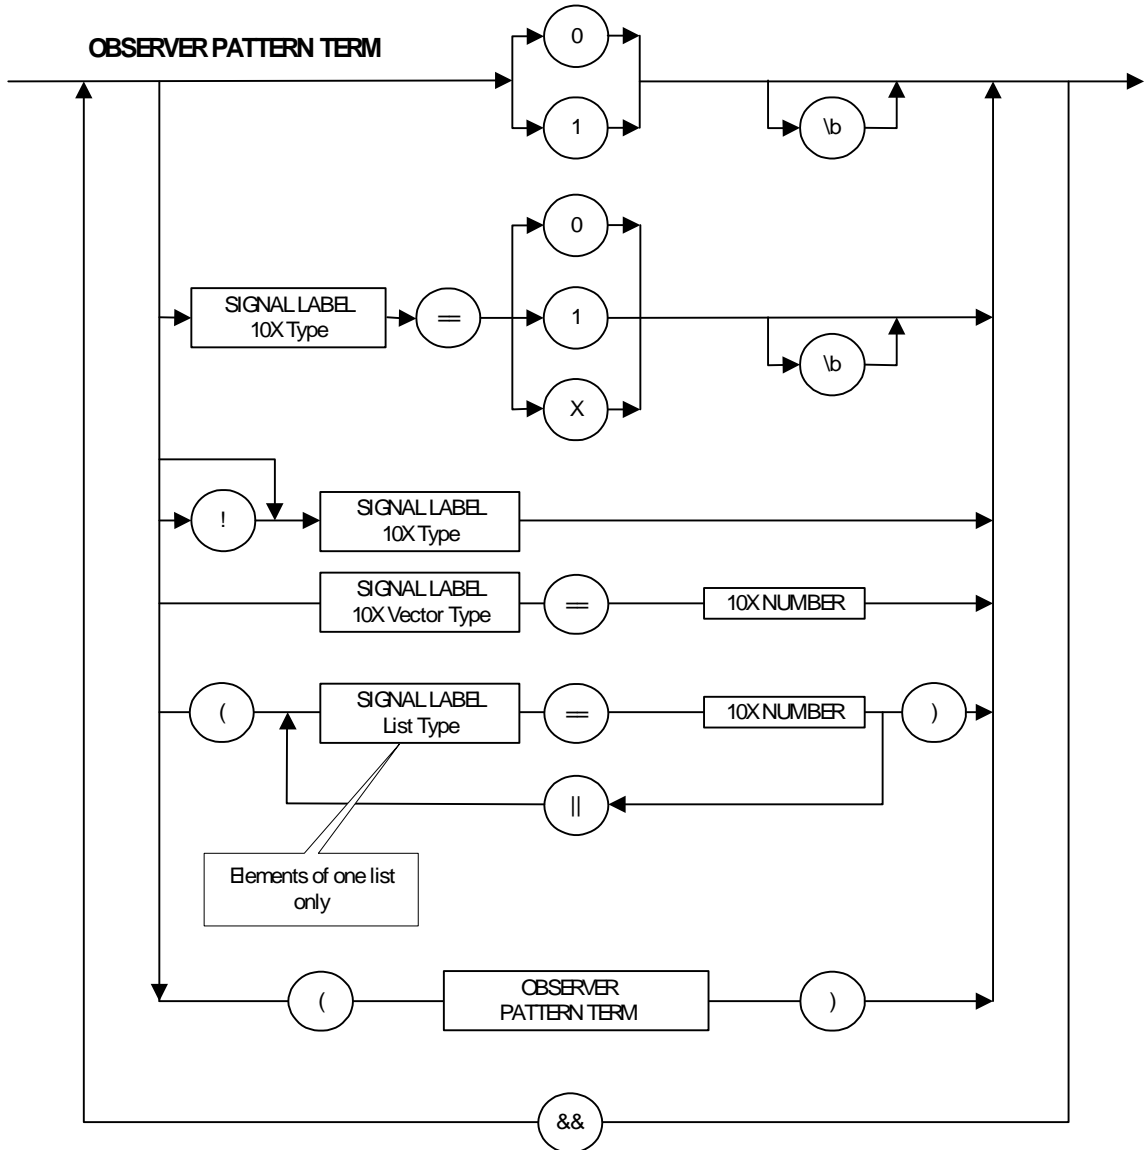 OBSERVER PATTERN TERM
0
1
\b
0
SIGNAL LABEL
10X Type
==
1
\b
X
!
SIGNAL LABEL
10X Type
SIGNAL LABEL
10X Vector Type
==
10X NUMBER
(
SIGNAL LABEL
List Type
==
10X NUMBER
)
||
Elements of one list
only
(
OBSERVER
PATTERN TERM
)
&&